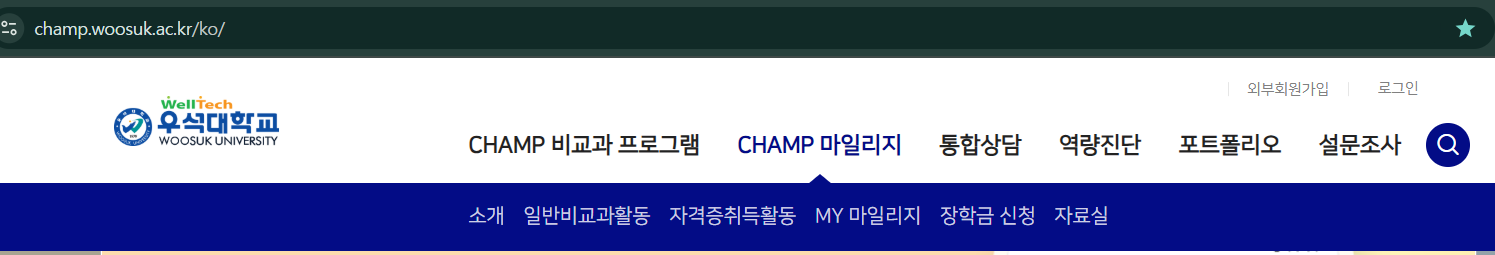 champ.woosuk.ac.kr/ko/
외부회원가입 로그인
WellTech
우석대학교
WOOSUK UNIVERSITY
CHAMP 비교과 프로그램 CHAMP 마일리지 통합상담 역량진단 포트폴리오 설문조사
소개 일반비교과활동 자격증취득활동 MY 마일리지 장학금 신청 자료실